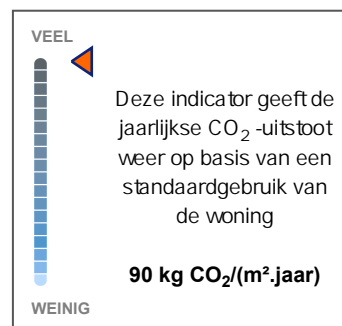 VEEL
Deze indicator geeft de
jaarlijkse CO₂ -uitstoot
weer op basis van een
standaardgebruik van
de woning
90 kg CO₂/(m².jaar)
WEINIG